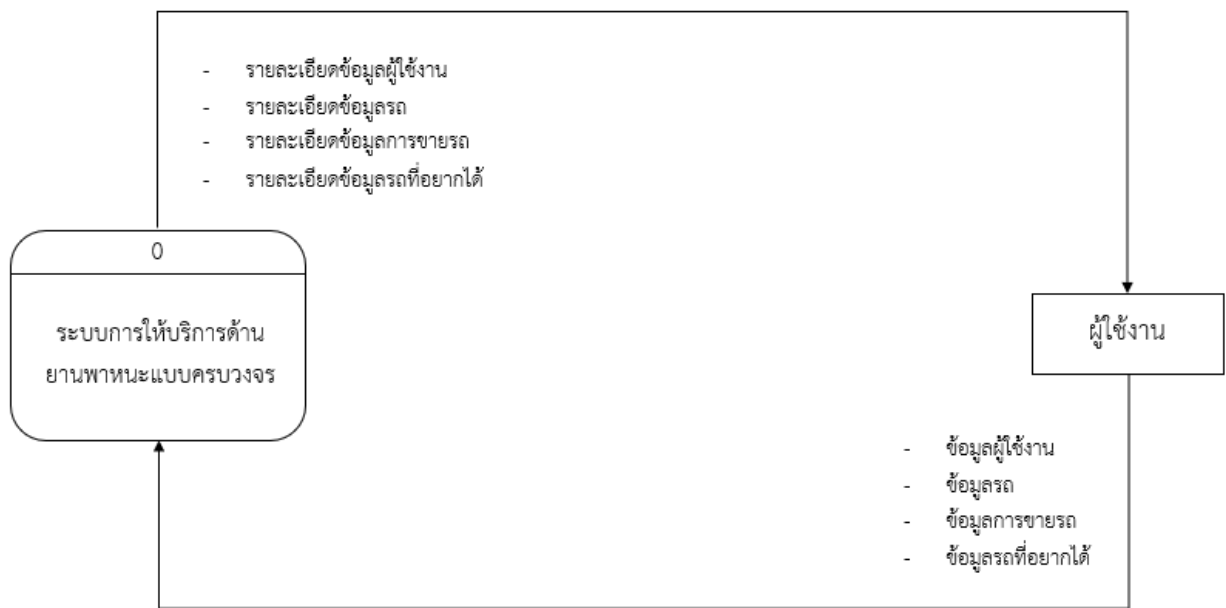 - รายละเอียดข้อมูลผู้ใช้งาน
- รายละเอียดข้อมูลรถ
- รายละเอียดข้อมูลการขายรถ
- รายละเอียดข้อมูลรถที่อยากได้
0
ระบบการให้บริการด้าน
ยานพาหนะแบบครบวงจร
ผู้ใช้งาน
- ข้อมูลผู้ใช้งาน
- ข้อมูลรถ
- ข้อมูลการขายรถ
- ข้อมูลรถที่อยากได้